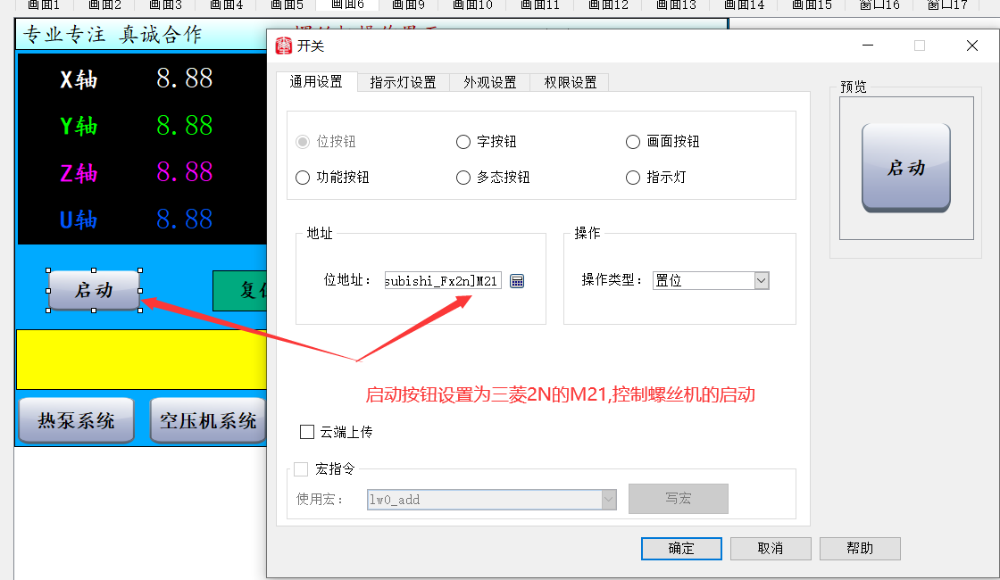 画面1 画面2 画面3 画面4 画面5 画面6 画面9 画面10 画面11 画面12 画面13 画面14 画面15 窗口16 窗口17
专业专注 真诚合作
X轴 8.88
Y轴 8.88
Z轴 8.88
U轴 8.88
启动
热泵系统 空压机系统
开关
通用设置 指示灯设置 外观设置 权限设置
位按钮 字按钮 画面按钮
功能按钮 多态按钮 指示灯
地址
位地址： subishi_Fx2n]M21
操作
操作类型： 置位
启动按钮设置为三菱2N的M21,控制螺丝机的启动
云端上传
宏指令
使用宏： lw0_add 写宏
确定 取消 帮助
预览
启动